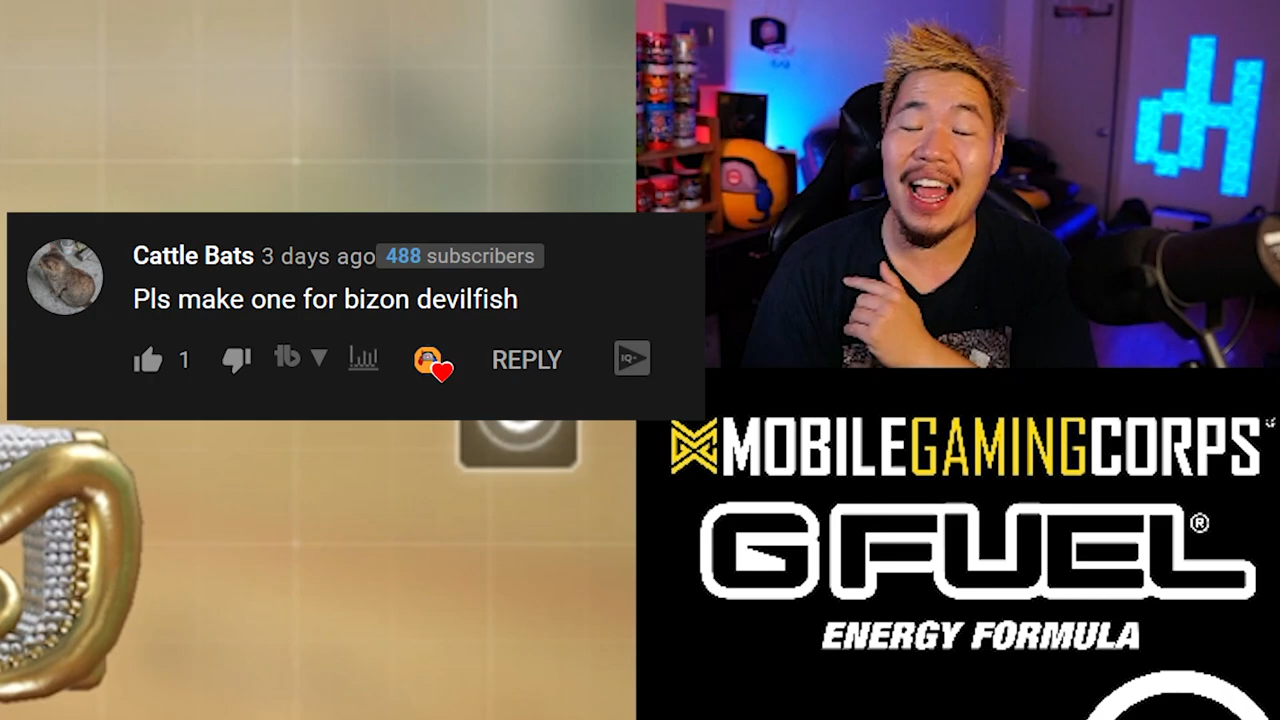 Cattle Bats 3 days ago 488 subscribers
Pls make one for bizon devilfish
1 REPLY IQ+
MOBILEGAMINGCORPS
GFUEL®
ENERGY FORMULA